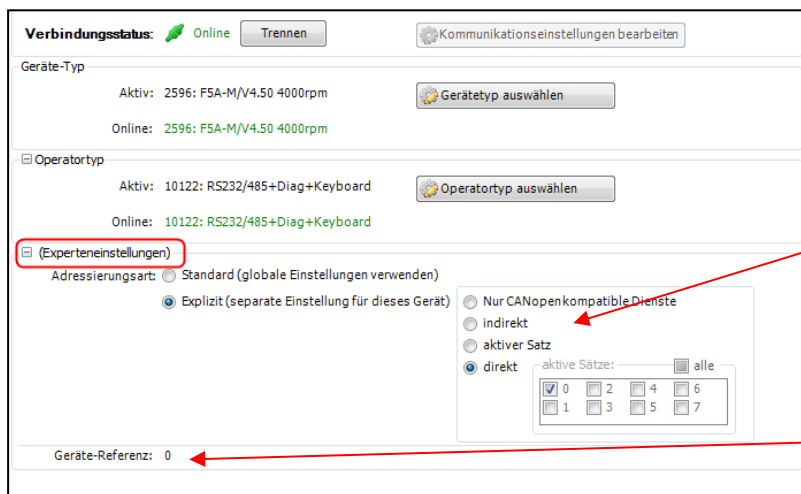 Verbindungsstatus: Online Trennen Kommunikationseinstellungen bearbeiten
Geräte-Typ
Aktiv: 2596: F5A-M/V4.50 4000rpm Gerätetyp auswählen
Online: 2596: F5A-M/V4.50 4000rpm
Operatortyp
Aktiv: 10122: RS232/485+Diag+Keyboard Operatortyp auswählen
Online: 10122: RS232/485+Diag+Keyboard
(Experteneinstellungen)
Adressierungsart: Standard (globale Einstellungen verwenden)
Explizit (separate Einstellung für dieses Gerät) Nur CANopen kompatible Dienste
indirekt
aktiver Satz
direkt aktive Sätze: alle
0 2 4 6
1 3 5 7
Geräte-Referenz: 0